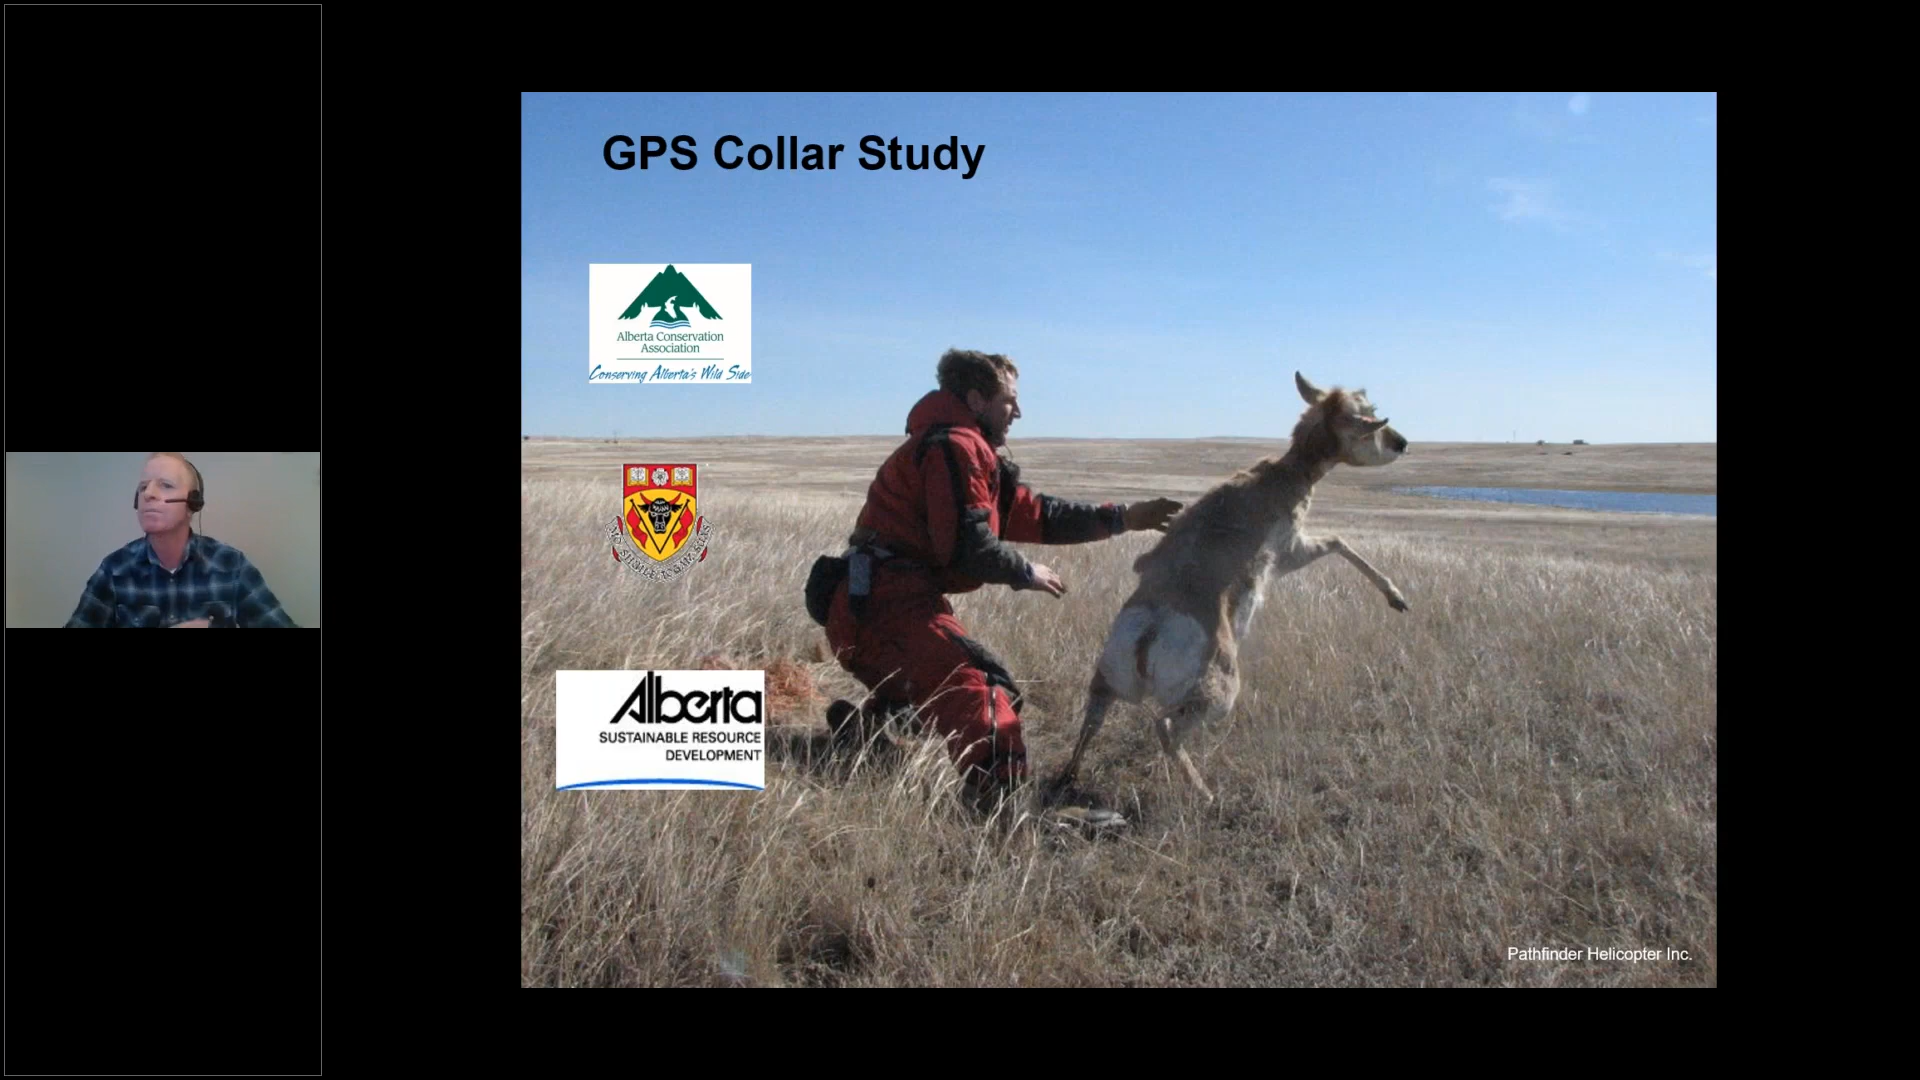 GPS Collar Study
Alberta Conservation
Association
Conserving Alberta's Wild Side
Alberta
SUSTAINABLE RESOURCE
DEVELOPMENT
Pathfinder Helicopter Inc.